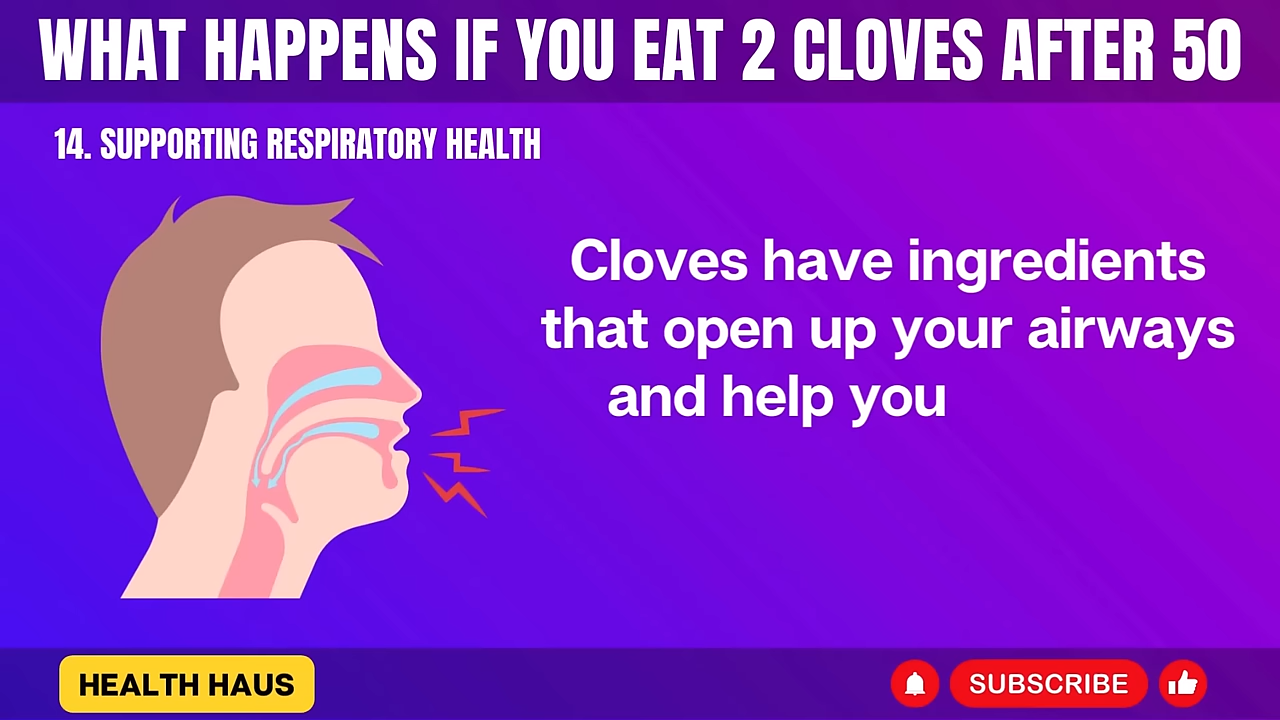 WHAT HAPPENS IF YOU EAT 2 CLOVES AFTER 50
14. SUPPORTING RESPIRATORY HEALTH
Cloves have ingredients
that open up your airways
and help you
HEALTH HAUS
SUBSCRIBE